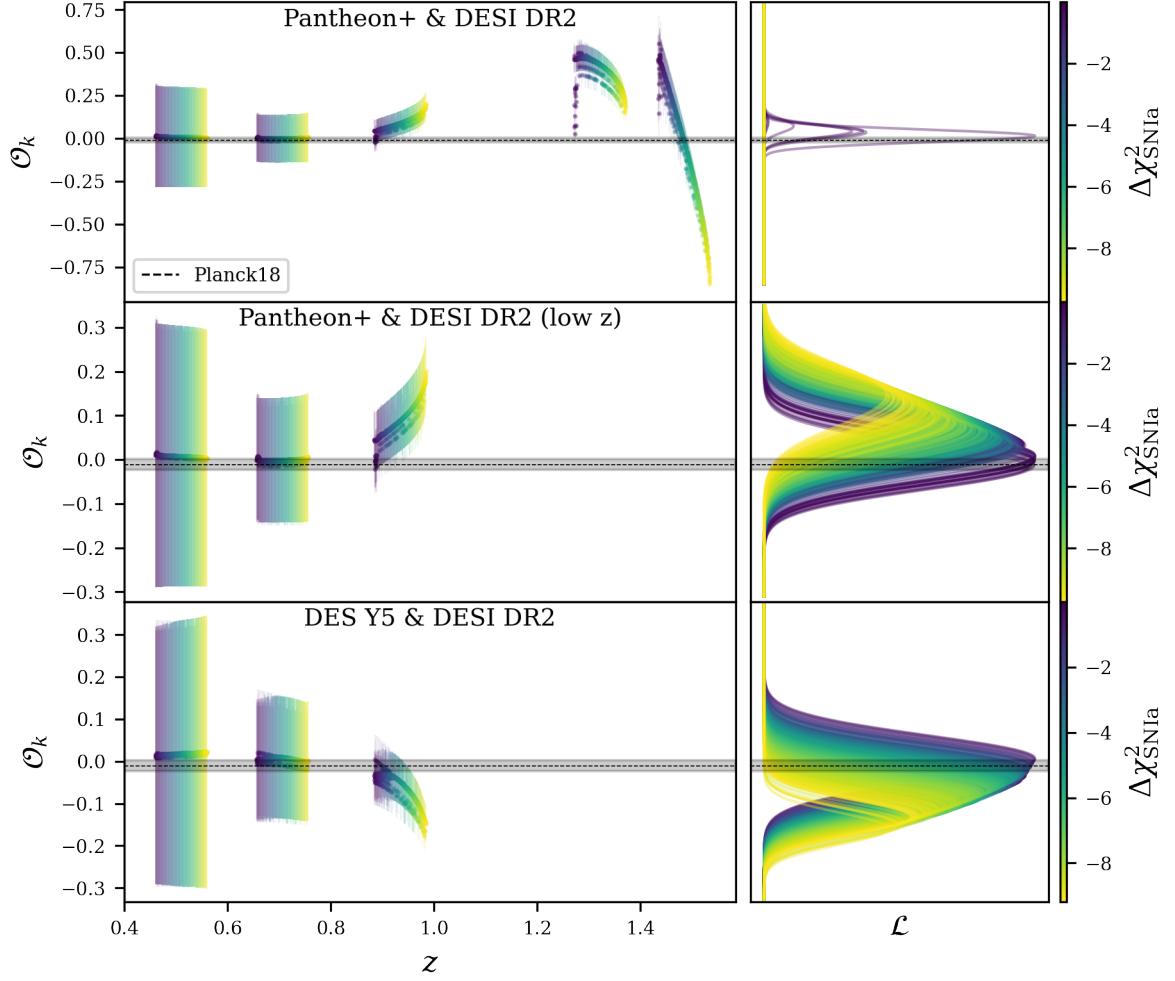 Pantheon+ & DESI DR2
0.75
0.50
0.25
0.00
−0.25
−0.50
−0.75
𝒪k
Planck18
−2
−4
−6
−8
Δχ²SNIa
Pantheon+ & DESI DR2 (low z)
0.3
0.2
0.1
0.0
−0.1
−0.2
−0.3
𝒪k
−2
−4
−6
−8
Δχ²SNIa
DES Y5 & DESI DR2
0.3
0.2
0.1
0.0
−0.1
−0.2
−0.3
𝒪k
−2
−4
−6
−8
Δχ²SNIa
0.4 0.6 0.8 1.0 1.2 1.4
z
ℒ